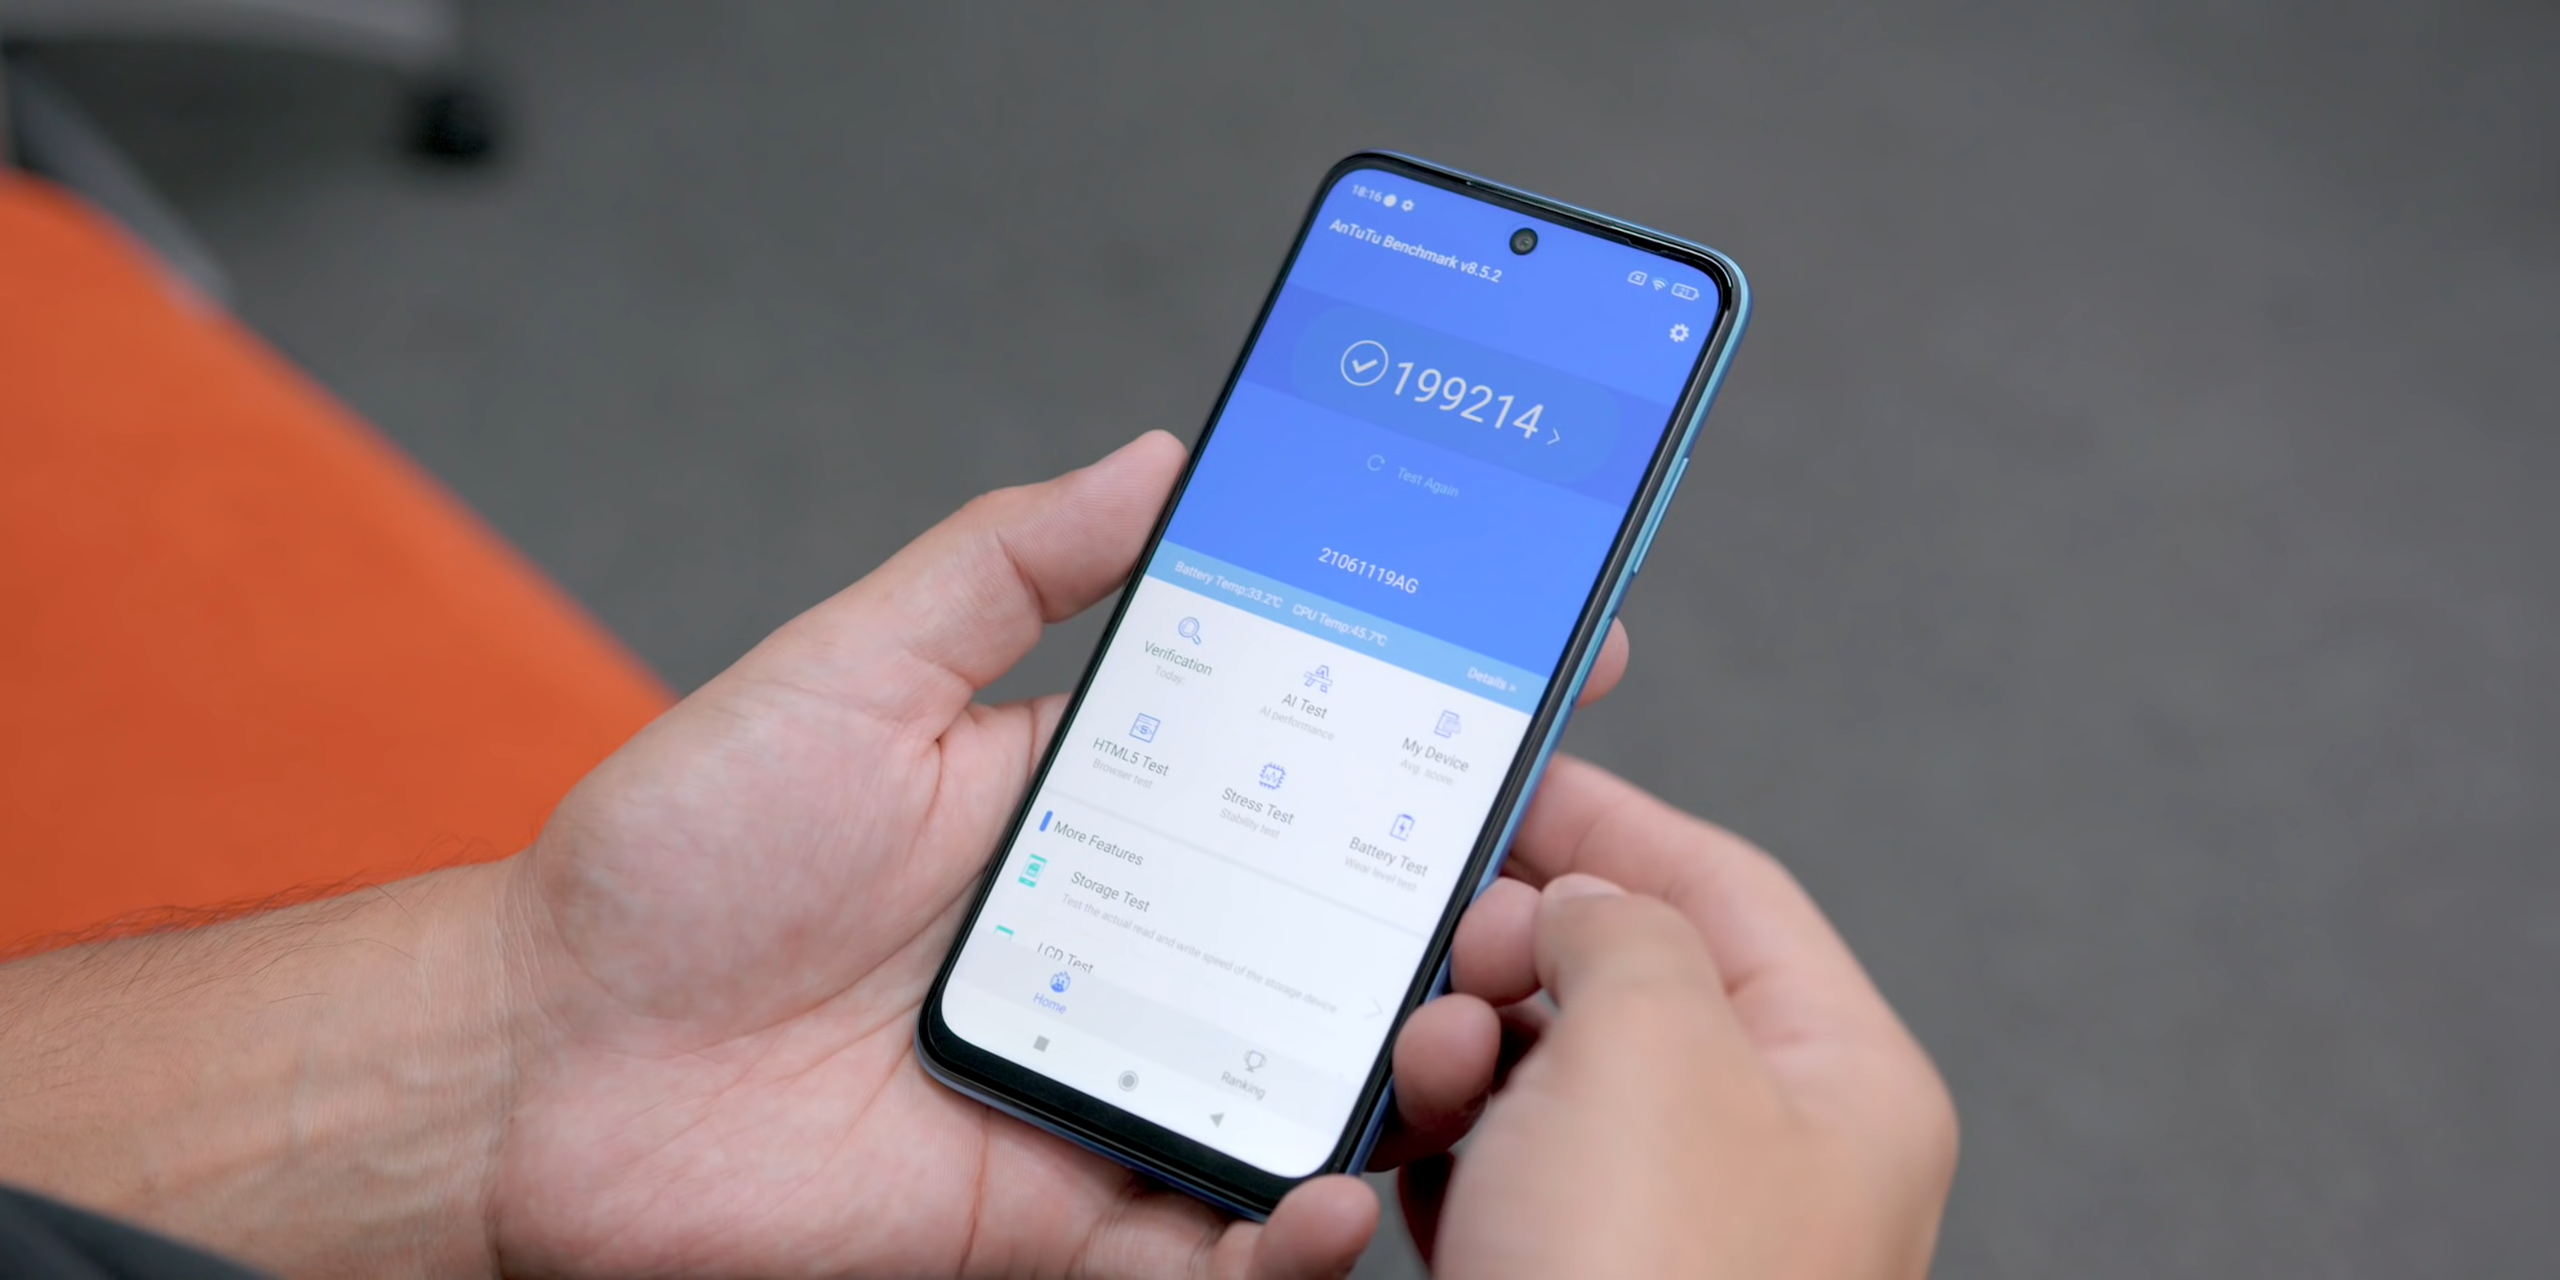 18:16
AnTuTu Benchmark v8.5.2
21
199214
Test Again
21061119AG
Battery Temp:33.2℃ CPU Temp:45.7℃ Details >
Verification
Today:
AI Test
AI performance
My Device
Avg. score
HTML5 Test
Browser test
Stress Test
Stability test
Battery Test
Wear level test
More Features
Storage Test
Test the actual read and write speed of the storage device
LCD Test
Home
Ranking